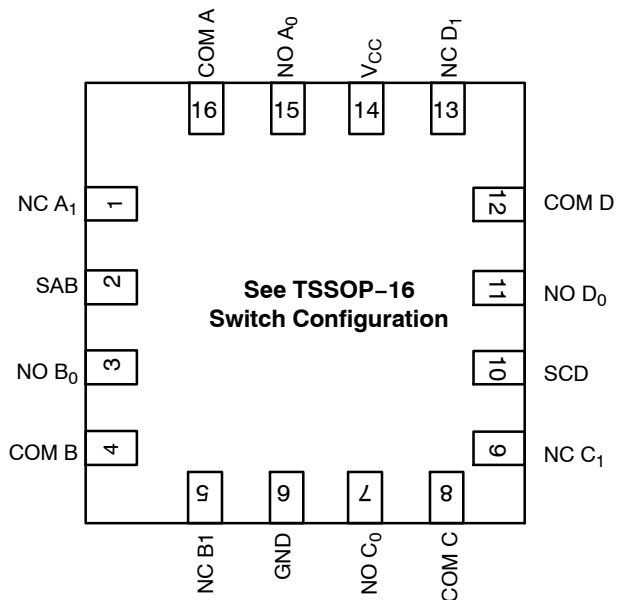 COM A
NO A₀
V_CC
NC D₁
16
15
14
13
NC A₁
1
12
COM D
SAB
2
11
NO D₀
See TSSOP−16
Switch Configuration
NO B₀
3
10
SCD
COM B
4
9
NC C₁
5
6
7
8
NC B1
GND
NO C₀
COM C